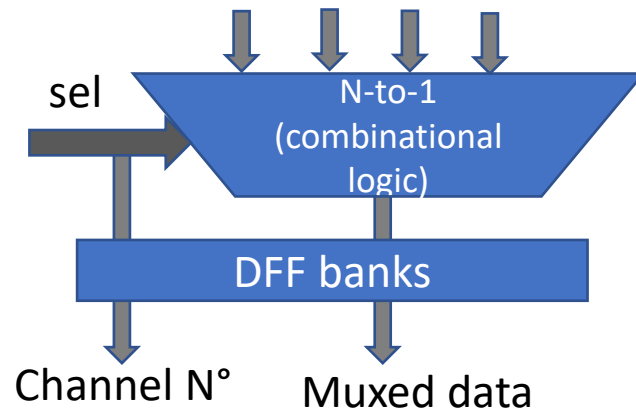 sel
N-to-1
(combinational
logic)
DFF banks
Channel N°
Muxed data